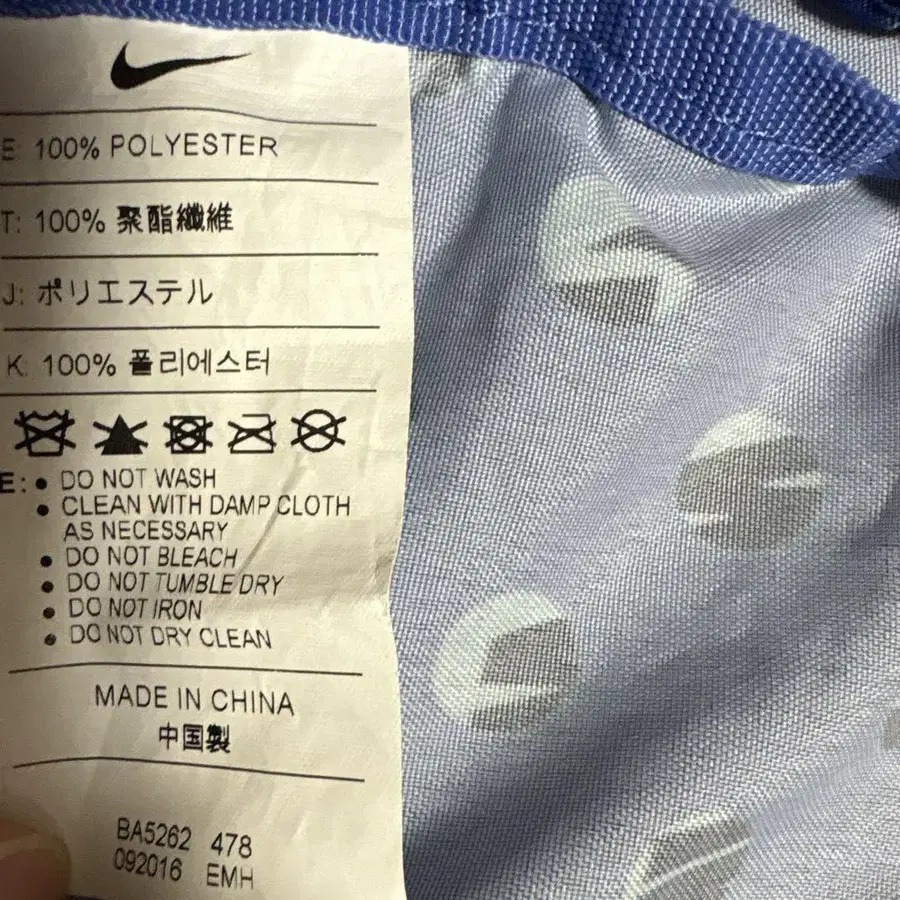 E 100% POLYESTER
T: 100% 聚酯纖維
J: ポリエステル
K: 100% 폴리에스터
E: • DO NOT WASH
• CLEAN WITH DAMP CLOTH
AS NECESSARY
• DO NOT BLEACH
• DO NOT TUMBLE DRY
• DO NOT IRON
• DO NOT DRY CLEAN
MADE IN CHINA
中国製
BA5262 478
092016 EMH